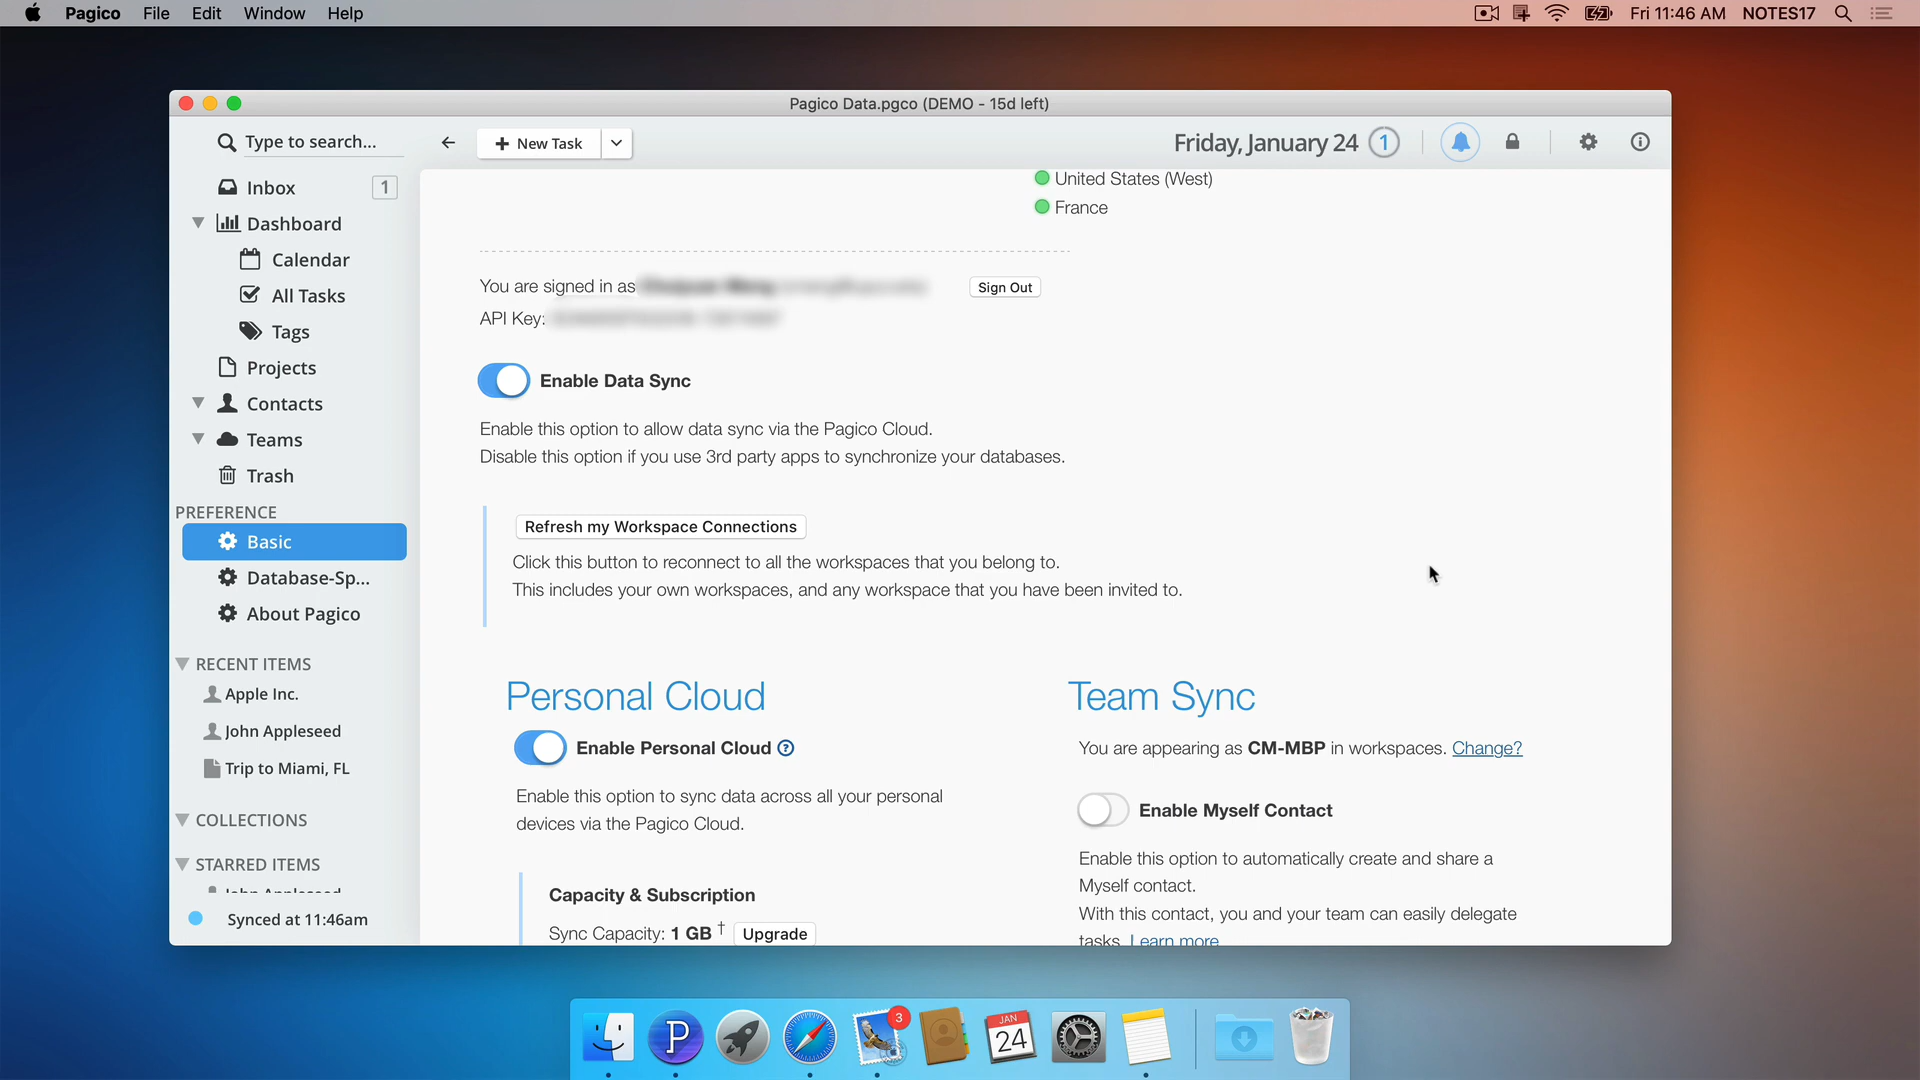 Pagico File Edit Window Help
Fri 11:46 AM NOTES17
Pagico Data.pgco (DEMO - 15d left)
Type to search...
New Task
Friday, January 24 1
Inbox 1
Dashboard
Calendar
All Tasks
Tags
Projects
Contacts
Teams
Trash
PREFERENCE
Basic
Database-Sp...
About Pagico
RECENT ITEMS
Apple Inc.
John Appleseed
Trip to Miami, FL
COLLECTIONS
STARRED ITEMS
John Appleseed
Synced at 11:46am
United States (West)
France
You are signed in as
Sign Out
API Key:
Enable Data Sync
Enable this option to allow data sync via the Pagico Cloud.
Disable this option if you use 3rd party apps to synchronize your databases.
Refresh my Workspace Connections
Click this button to reconnect to all the workspaces that you belong to.
This includes your own workspaces, and any workspace that you have been invited to.
Personal Cloud
Enable Personal Cloud ?
Enable this option to sync data across all your personal
devices via the Pagico Cloud.
Capacity & Subscription
Sync Capacity: 1 GB † Upgrade
Team Sync
You are appearing as CM-MBP in workspaces. Change?
Enable Myself Contact
Enable this option to automatically create and share a
Myself contact.
With this contact, you and your team can easily delegate
tasks. Learn more
P
3
JAN
24